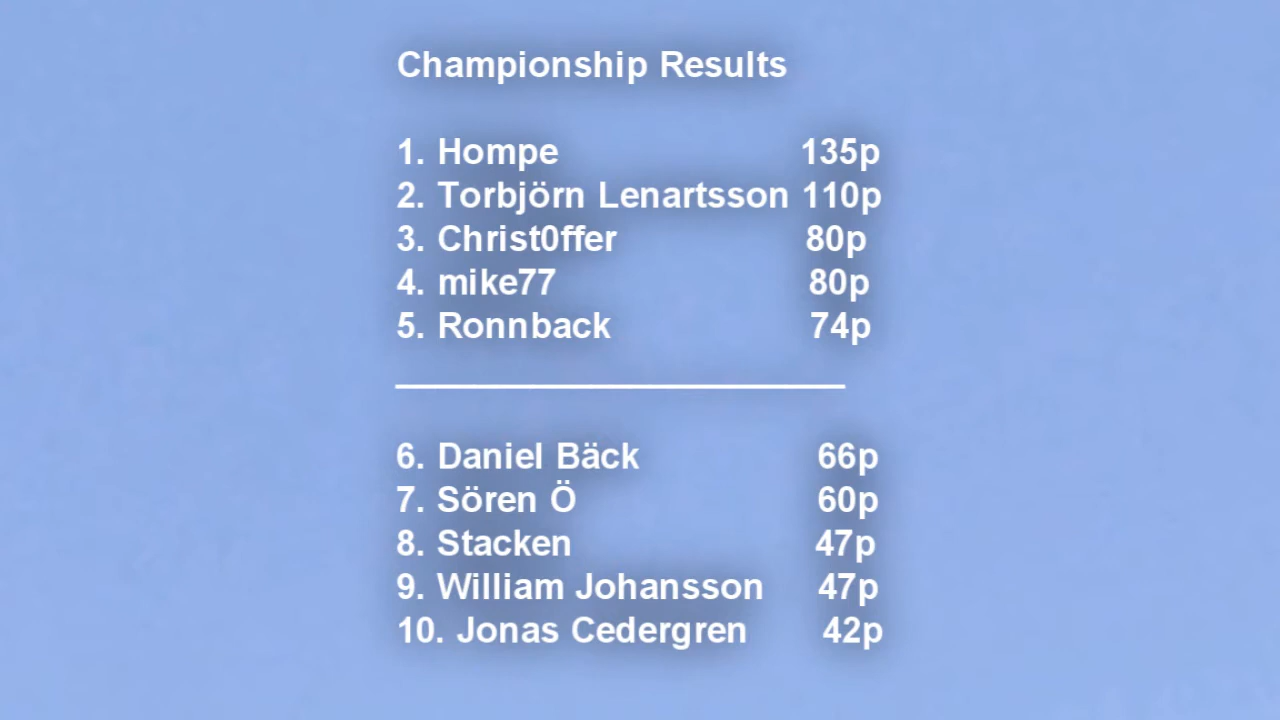 Championship Results
1. Hompe 135p
2. Torbjörn Lenartsson 110p
3. Christ0ffer 80p
4. mike77 80p
5. Ronnback 74p
6. Daniel Bäck 66p
7. Sören Ö 60p
8. Stacken 47p
9. William Johansson 47p
10. Jonas Cedergren 42p